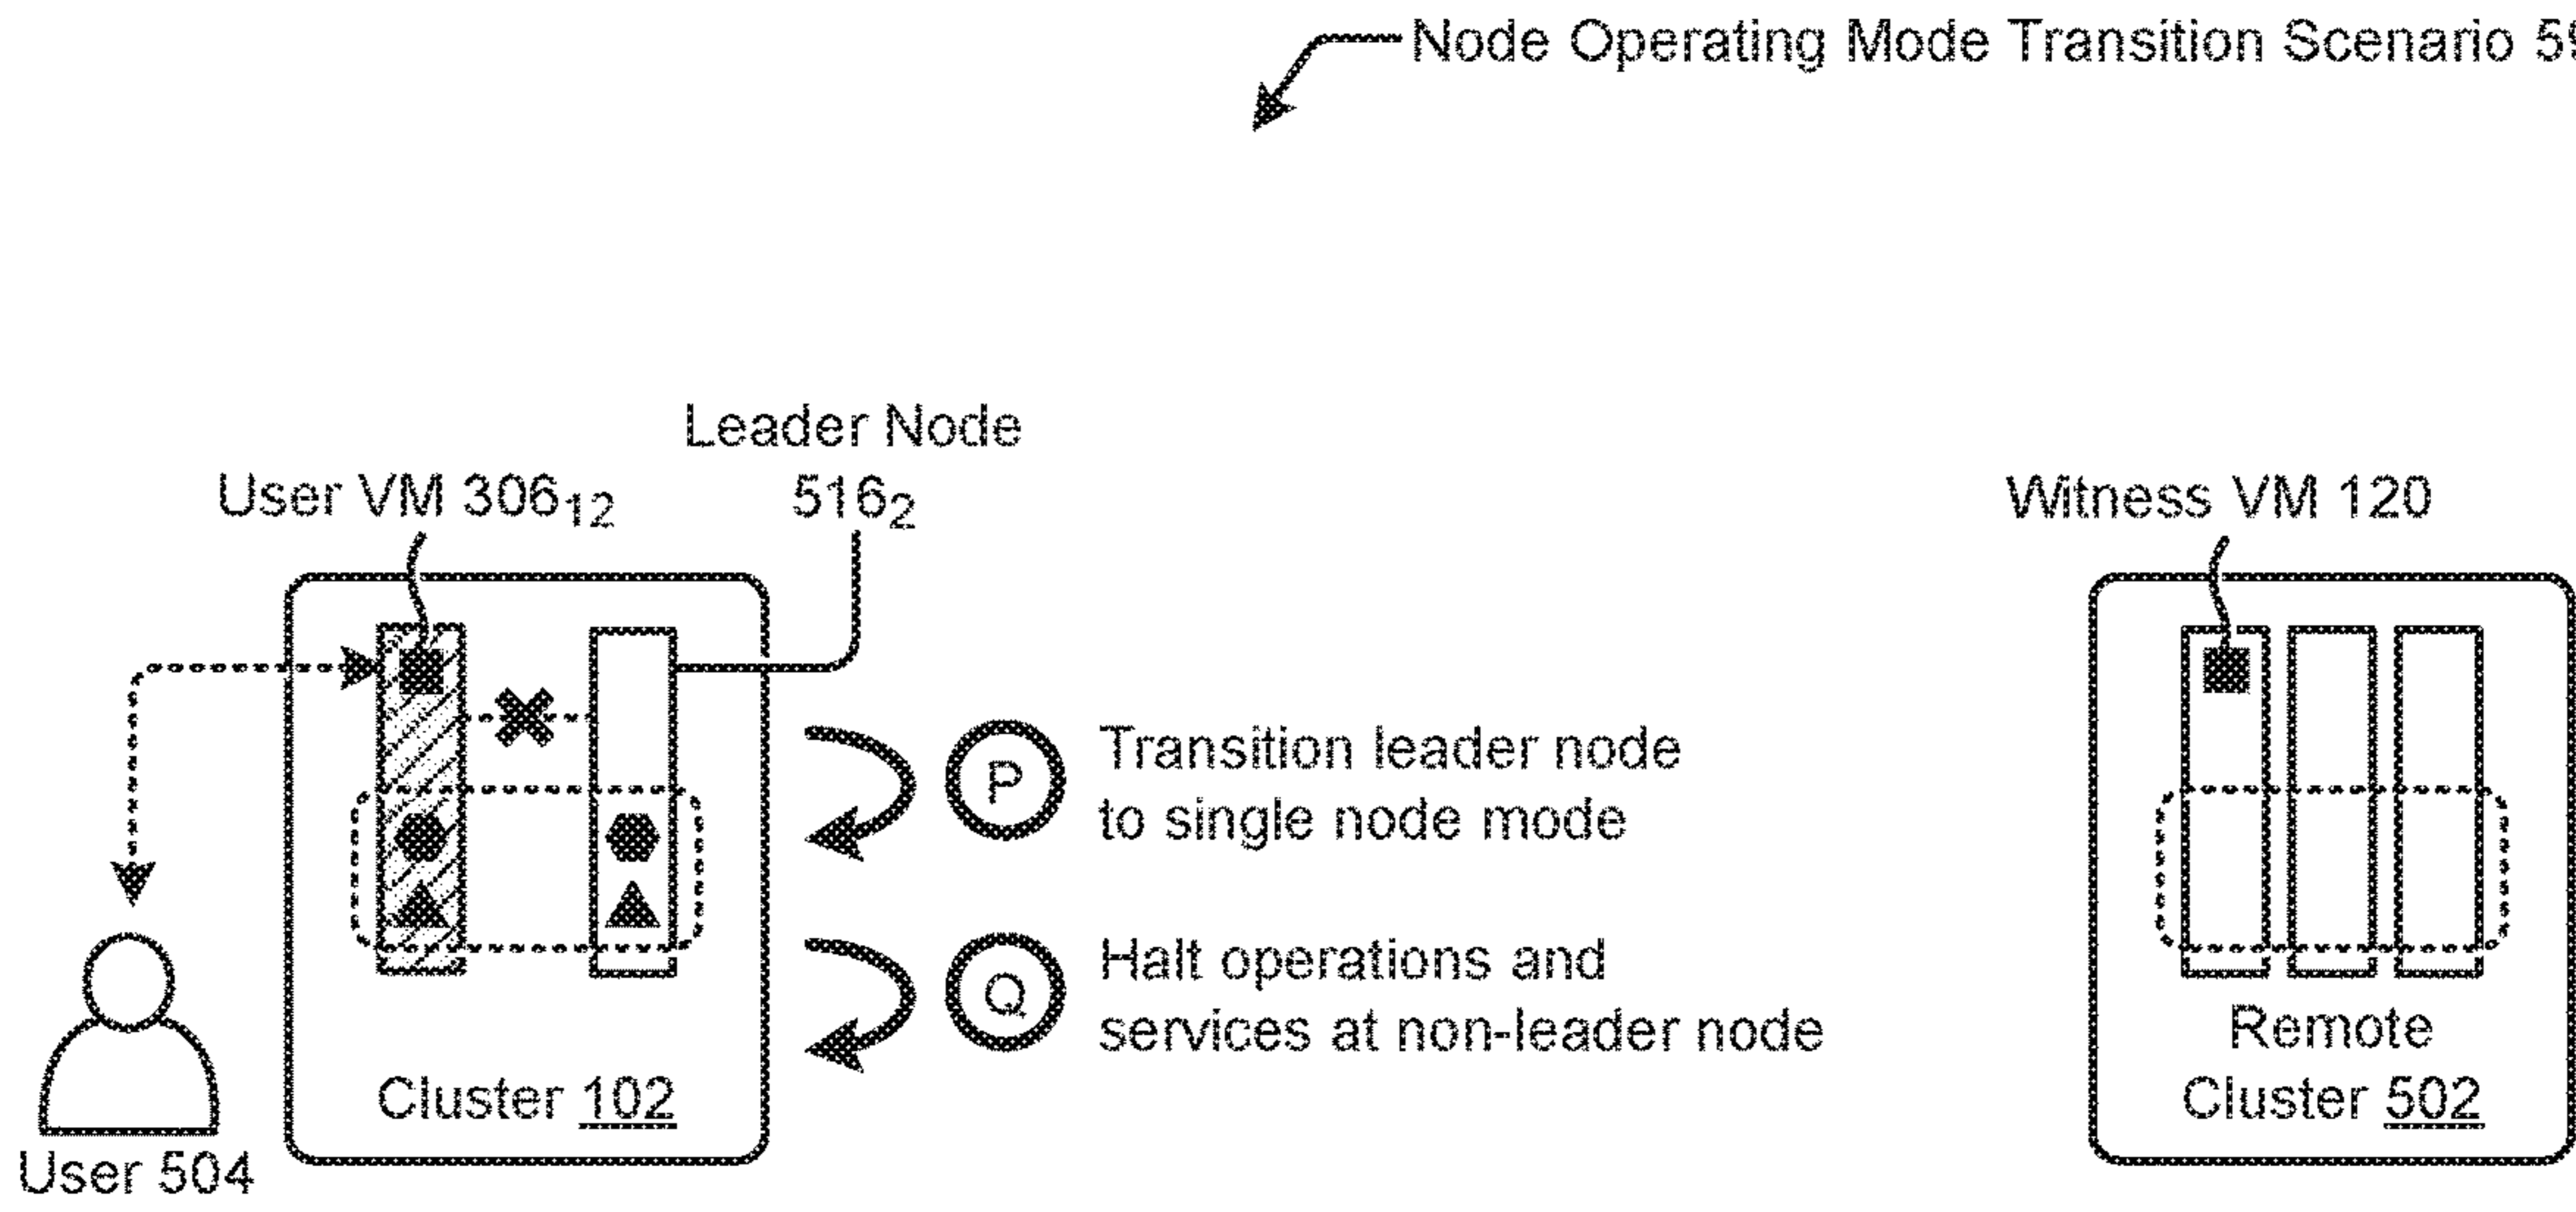 Node Operating Mode Transition Scenario 59
Leader Node
516₂
User VM 306₁₂
Witness VM 120
P
Transition leader node
to single node mode
Q
Halt operations and
services at non-leader node
Cluster 102
Remote
Cluster 502
User 504